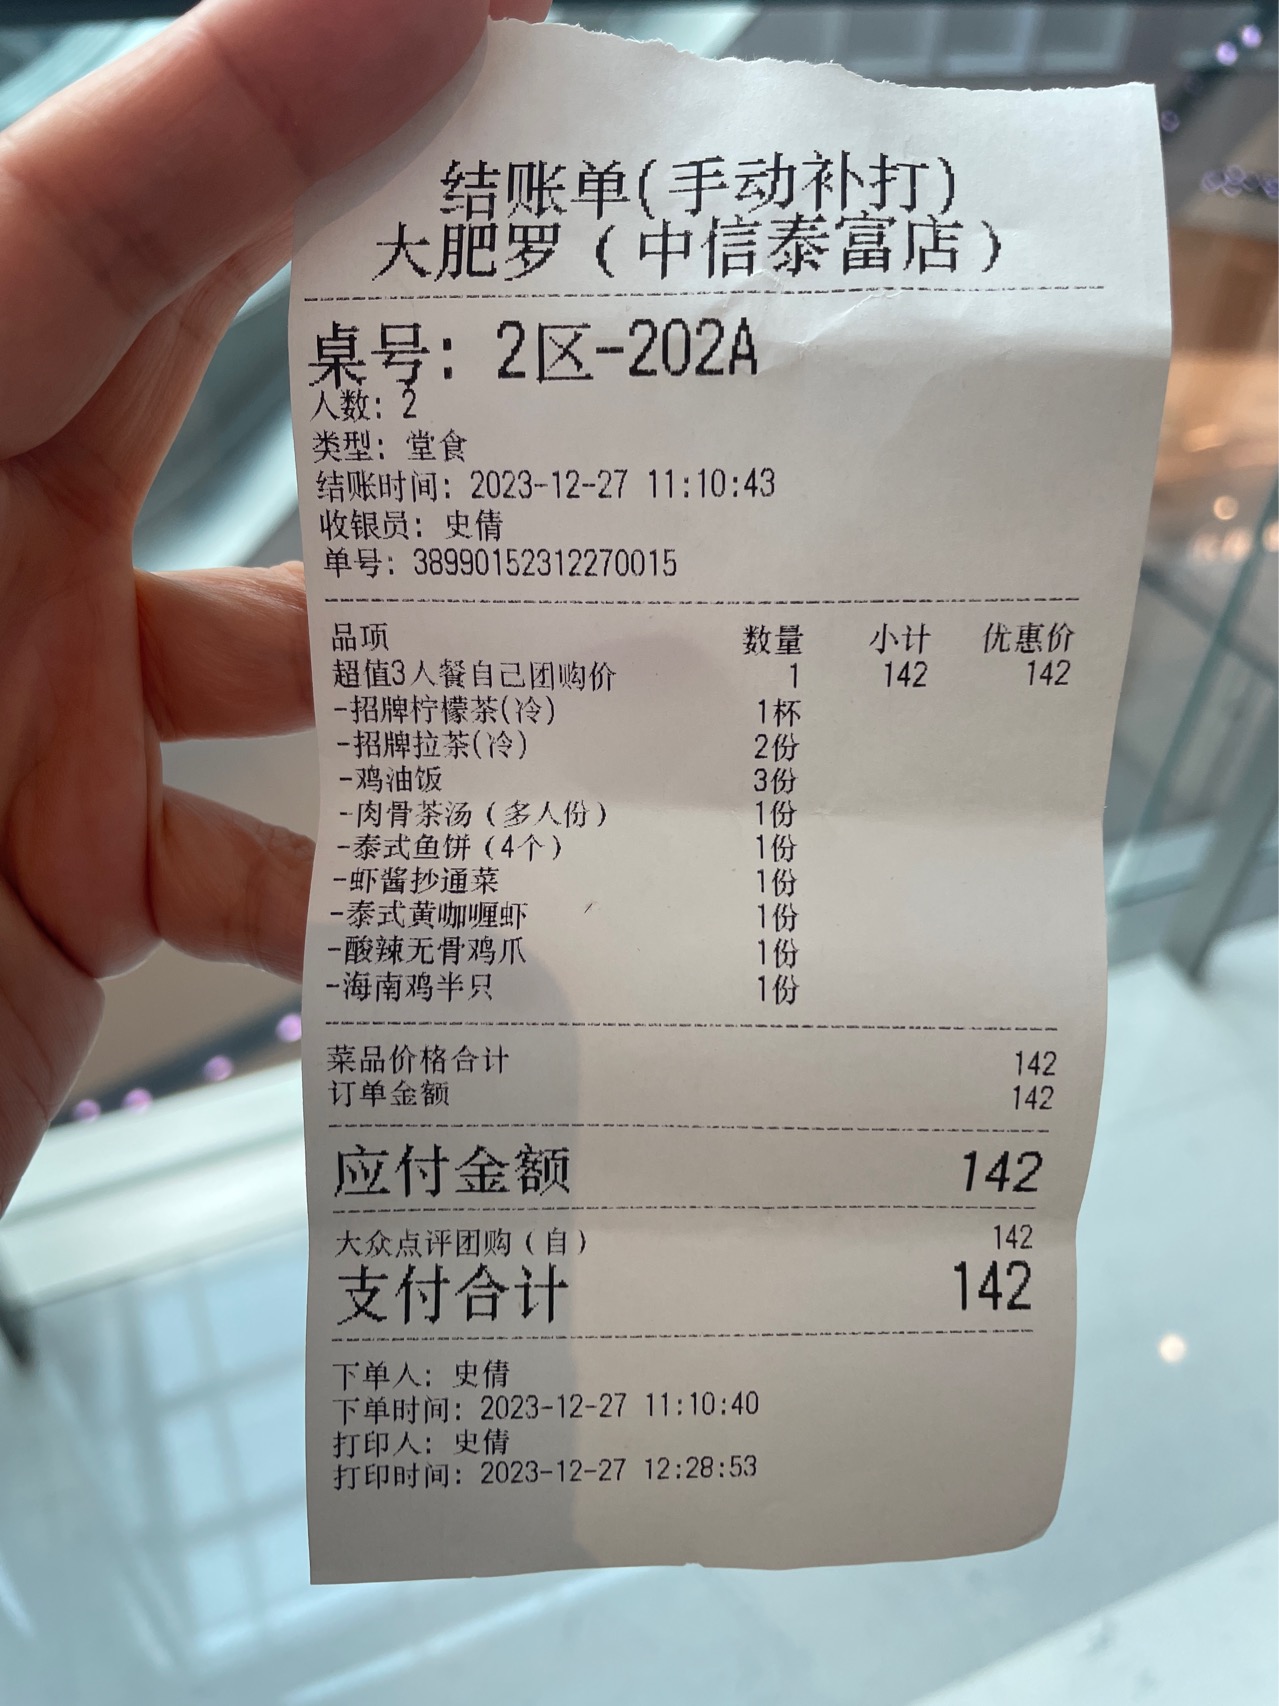 结账单(手动补打)
大肥罗（中信泰富店）
桌号: 2区-202A
人数: 2
类型: 堂食
结账时间: 2023-12-27 11:10:43
收银员: 史倩
单号: 38990152312270015
品项 数量 小计 优惠价
超值3人餐自己团购价 1 142 142
-招牌柠檬茶(冷) 1杯
-招牌拉茶(冷) 2份
-鸡油饭 3份
-肉骨茶汤（多人份） 1份
-泰式鱼饼（4个） 1份
-虾酱抄通菜 1份
-泰式黄咖喱虾 1份
-酸辣无骨鸡爪 1份
-海南鸡半只 1份
菜品价格合计 142
订单金额 142
应付金额 142
大众点评团购（自） 142
支付合计 142
下单人: 史倩
下单时间: 2023-12-27 11:10:40
打印人: 史倩
打印时间: 2023-12-27 12:28:53